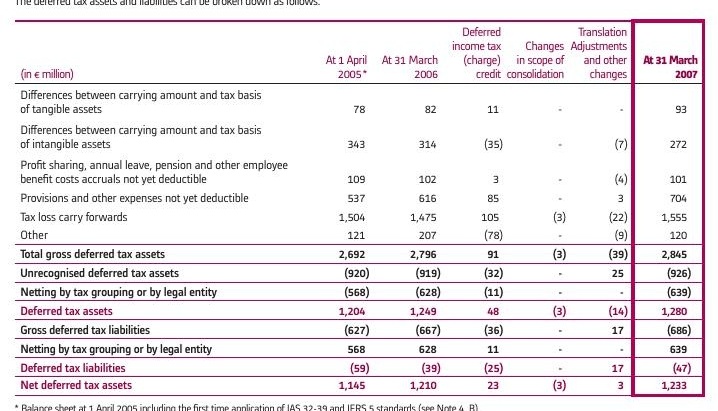 The deferred tax assets and liabilities can be broken down as follows:
Deferred Translation
income tax Changes Adjustments
At 1 April At 31 March (charge) in scope of and other At 31 March
(in € million) 2005* 2006 credit consolidation changes 2007
Differences between carrying amount and tax basis
of tangible assets 78 82 11 - - 93
Differences between carrying amount and tax basis
of intangible assets 343 314 (35) - (7) 272
Profit sharing, annual leave, pension and other employee
benefit costs accruals not yet deductible 109 102 3 - (4) 101
Provisions and other expenses not yet deductible 537 616 85 - 3 704
Tax loss carry forwards 1,504 1,475 105 (3) (22) 1,555
Other 121 207 (78) - (9) 120
Total gross deferred tax assets 2,692 2,796 91 (3) (39) 2,845
Unrecognised deferred tax assets (920) (919) (32) - 25 (926)
Netting by tax grouping or by legal entity (568) (628) (11) - - (639)
Deferred tax assets 1,204 1,249 48 (3) (14) 1,280
Gross deferred tax liabilities (627) (667) (36) - 17 (686)
Netting by tax grouping or by legal entity 568 628 11 - - 639
Deferred tax liabilities (59) (39) (25) - 17 (47)
Net deferred tax assets 1,145 1,210 23 (3) 3 1,233
* Balance sheet at 1 April 2005 including the first time application of IAS 32-39 and IFRS 5 standards (see Note 4. B)